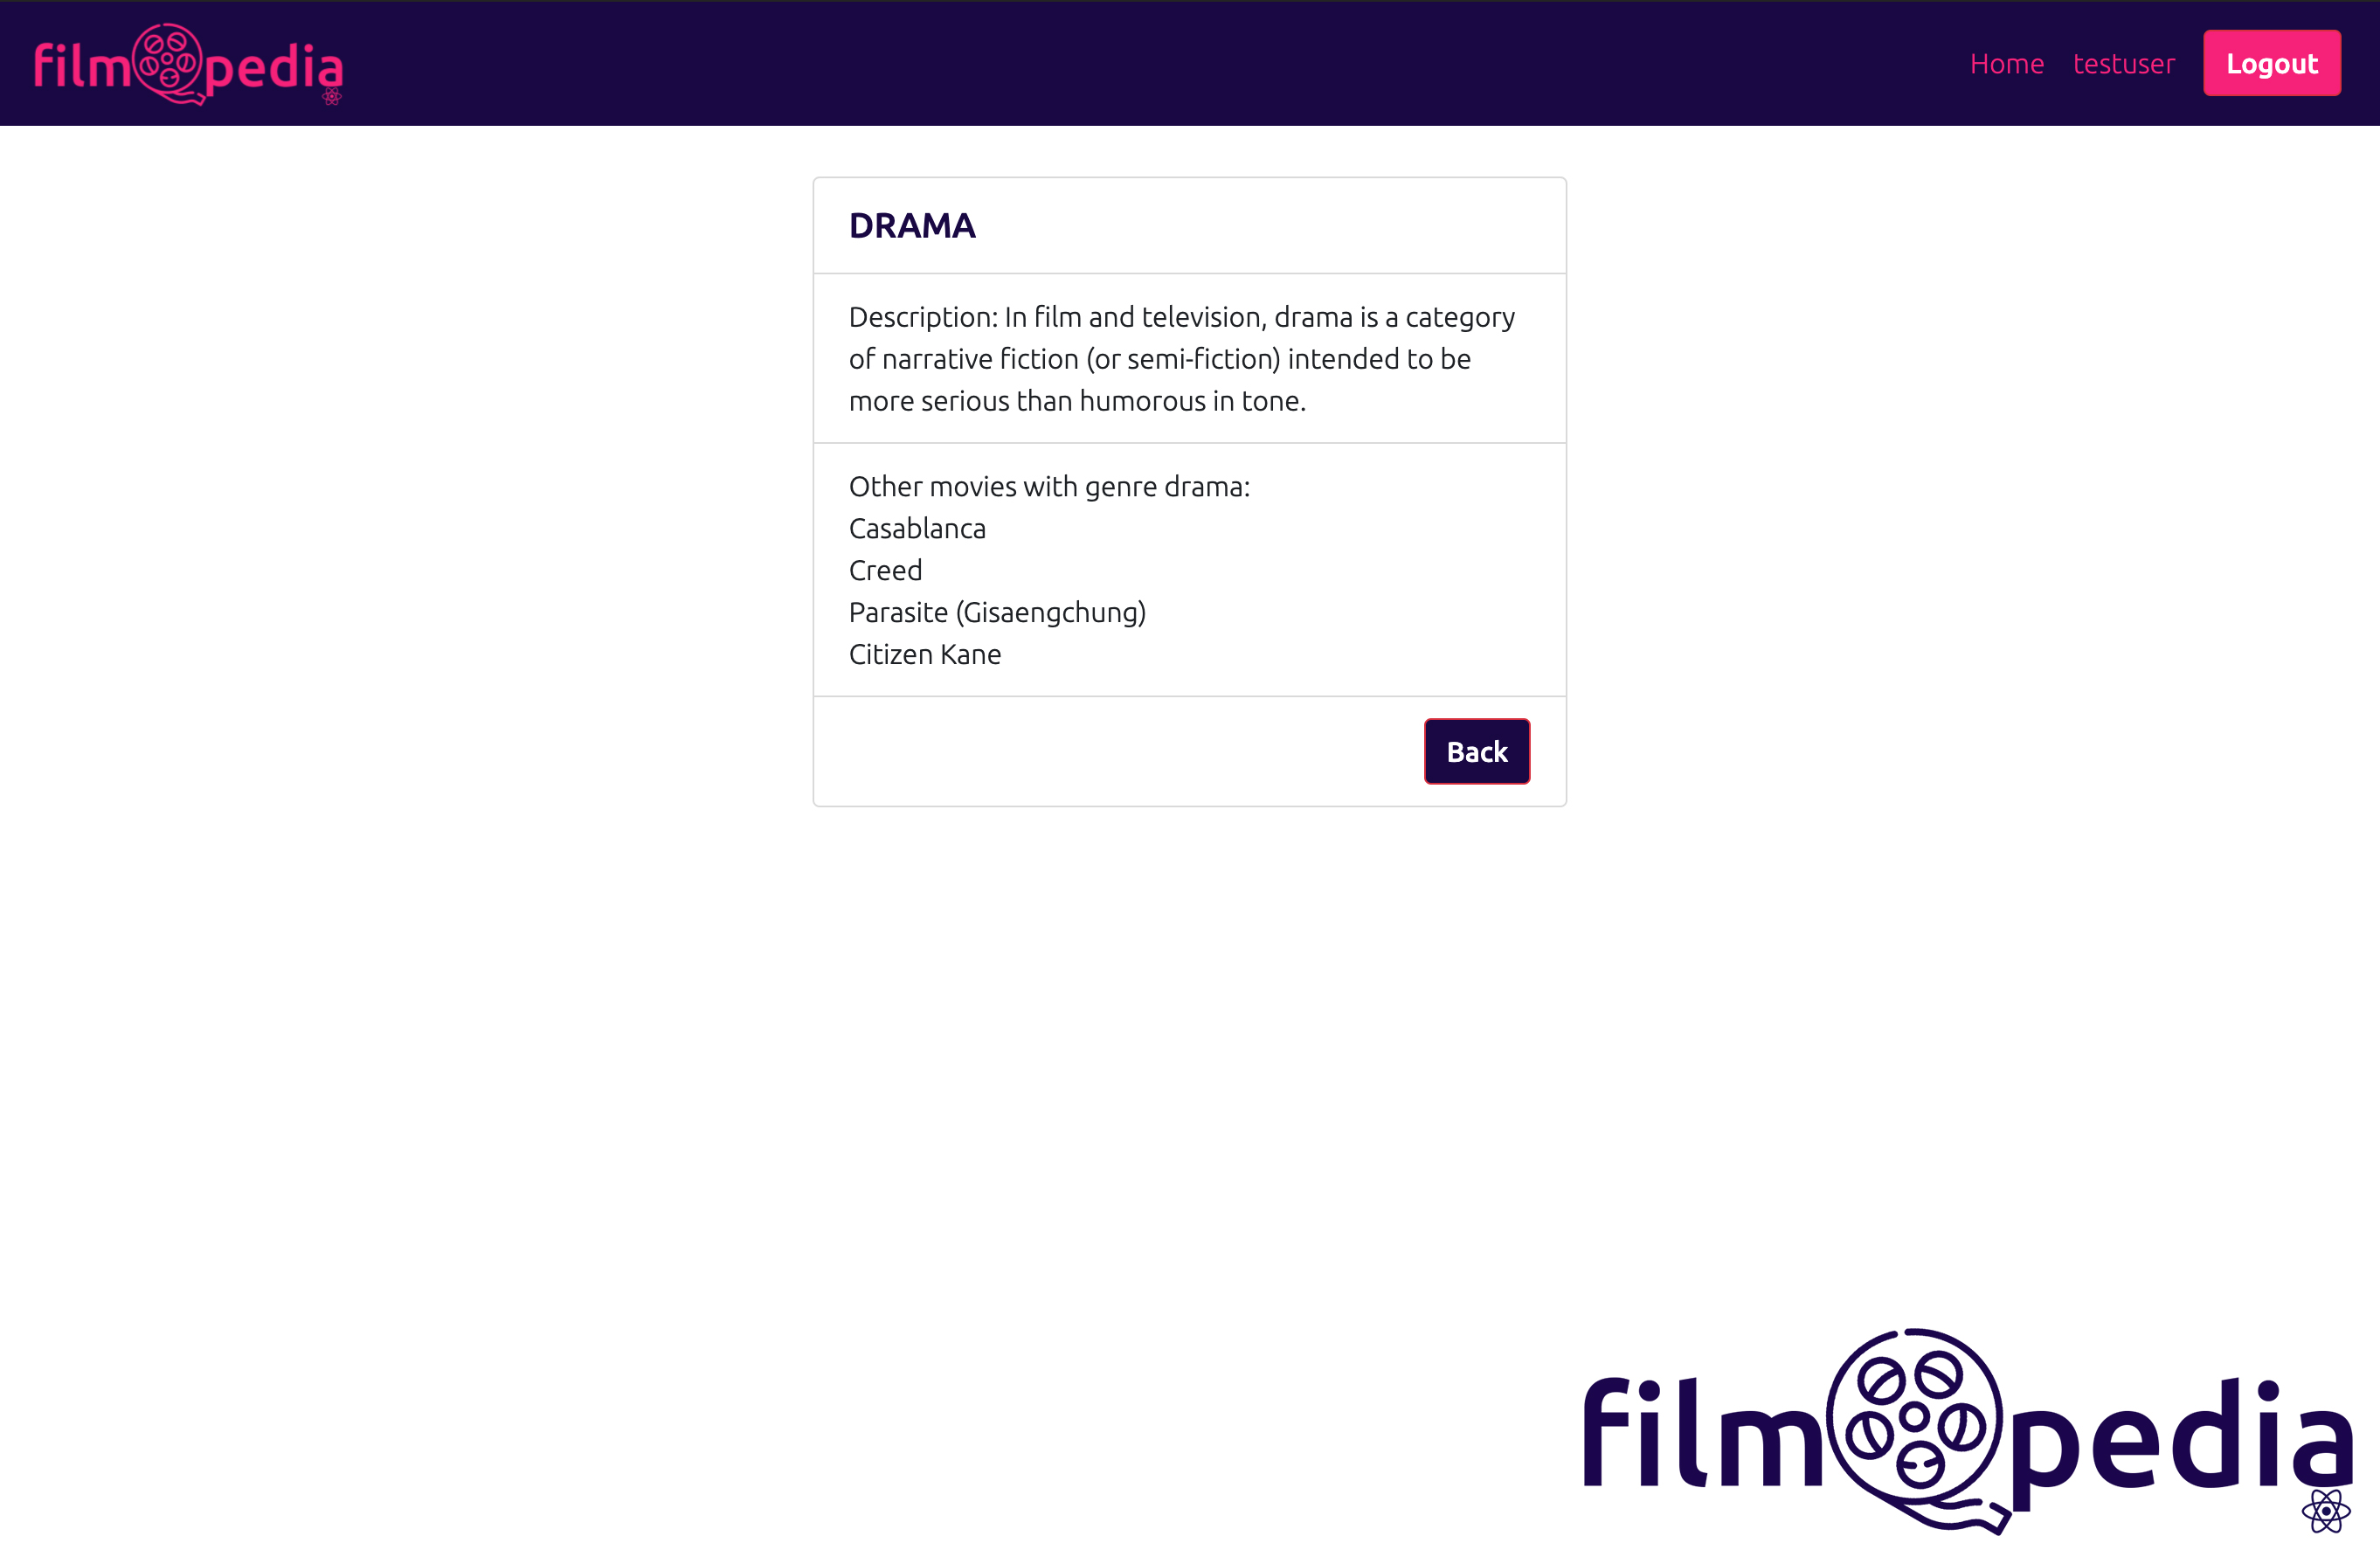 filmopedia
Home testuser Logout
DRAMA
Description: In film and television, drama is a category
of narrative fiction (or semi-fiction) intended to be
more serious than humorous in tone.
Other movies with genre drama:
Casablanca
Creed
Parasite (Gisaengchung)
Citizen Kane
Back
filmopedia